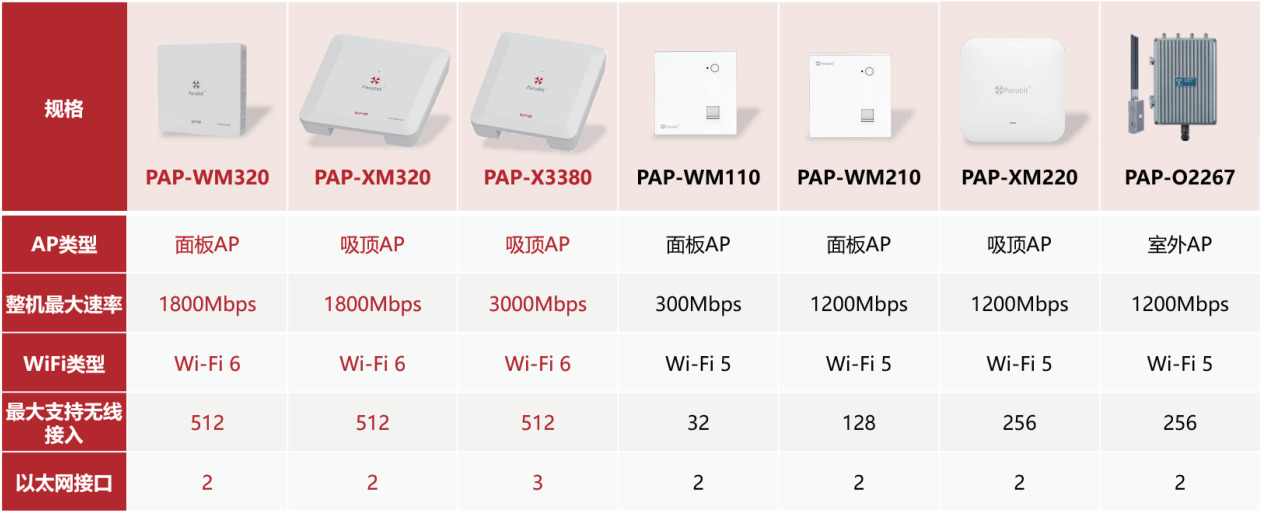 规格
Panabit
Panabit
Panabit
Panabit
Panabit
Panabit
PAP-WM320
PAP-XM320
PAP-X3380
PAP-WM110
PAP-WM210
PAP-XM220
PAP-O2267
AP类型
面板AP
吸顶AP
吸顶AP
面板AP
面板AP
吸顶AP
室外AP
整机最大速率
1800Mbps
1800Mbps
3000Mbps
300Mbps
1200Mbps
1200Mbps
1200Mbps
WiFi类型
Wi-Fi 6
Wi-Fi 6
Wi-Fi 6
Wi-Fi 5
Wi-Fi 5
Wi-Fi 5
Wi-Fi 5
最大支持无线
接入
512
512
512
32
128
256
256
以太网接口
2
2
3
2
2
2
2